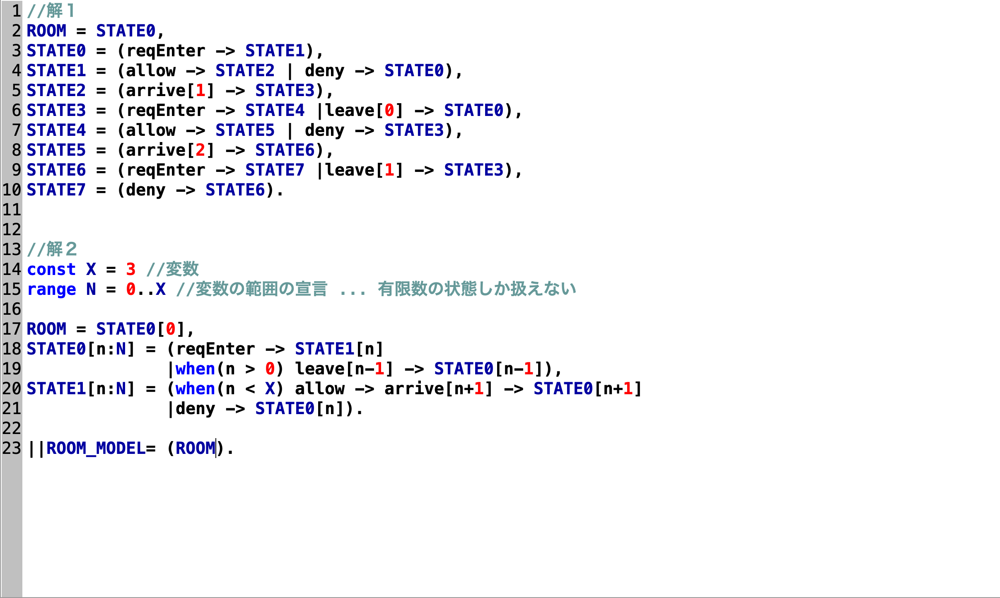 1 //解１
2 ROOM = STATE0,
3 STATE0 = (reqEnter -> STATE1),
4 STATE1 = (allow -> STATE2 | deny -> STATE0),
5 STATE2 = (arrive[1] -> STATE3),
6 STATE3 = (reqEnter -> STATE4 |leave[0] -> STATE0),
7 STATE4 = (allow -> STATE5 | deny -> STATE3),
8 STATE5 = (arrive[2] -> STATE6),
9 STATE6 = (reqEnter -> STATE7 |leave[1] -> STATE3),
10 STATE7 = (deny -> STATE6).
11
12
13 //解２
14 const X = 3 //変数
15 range N = 0..X //変数の範囲の宣言 ... 有限数の状態しか扱えない
16
17 ROOM = STATE0[0],
18 STATE0[n:N] = (reqEnter -> STATE1[n]
19 |when(n > 0) leave[n-1] -> STATE0[n-1]),
20 STATE1[n:N] = (when(n < X) allow -> arrive[n+1] -> STATE0[n+1]
21 |deny -> STATE0[n]).
22
23 ||ROOM_MODEL= (ROOM).